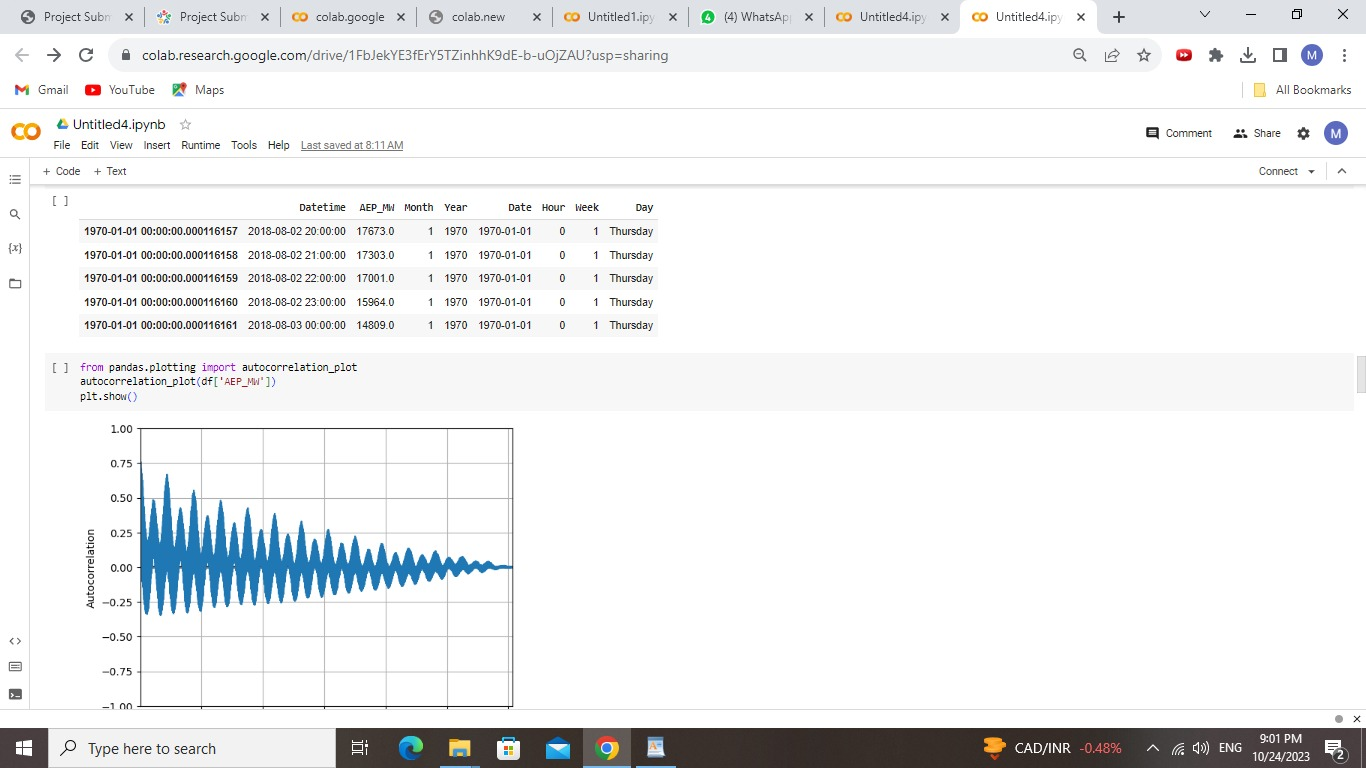 Project Subm
Project Subm
colab.google
colab.new
Untitled1.ipy
(4) WhatsAp
Untitled4.ipy
Untitled4.ipy
colab.research.google.com/drive/1FbJekYE3fErY5TZinhhK9dE-b-uOjZAU?usp=sharing
M
Gmail
YouTube
Maps
All Bookmarks
CO
Untitled4.ipynb
Comment
Share
M
File Edit View Insert Runtime Tools Help Last saved at 8:11 AM
+ Code + Text
Connect
{x}
[ ]
Datetime AEP_MW Month Year Date Hour Week Day
1970-01-01 00:00:00.000116157 2018-08-02 20:00:00 17673.0 1 1970 1970-01-01 0 1 Thursday
1970-01-01 00:00:00.000116158 2018-08-02 21:00:00 17303.0 1 1970 1970-01-01 0 1 Thursday
1970-01-01 00:00:00.000116159 2018-08-02 22:00:00 17001.0 1 1970 1970-01-01 0 1 Thursday
1970-01-01 00:00:00.000116160 2018-08-02 23:00:00 15964.0 1 1970 1970-01-01 0 1 Thursday
1970-01-01 00:00:00.000116161 2018-08-03 00:00:00 14809.0 1 1970 1970-01-01 0 1 Thursday
[ ] from pandas.plotting import autocorrelation_plot
autocorrelation_plot(df['AEP_MW'])
plt.show()
1.00
0.75
0.50
0.25
0.00
−0.25
−0.50
−0.75
−1.00
Autocorrelation
Type here to search
CAD/INR -0.48%
ENG
9:01 PM
10/24/2023
2